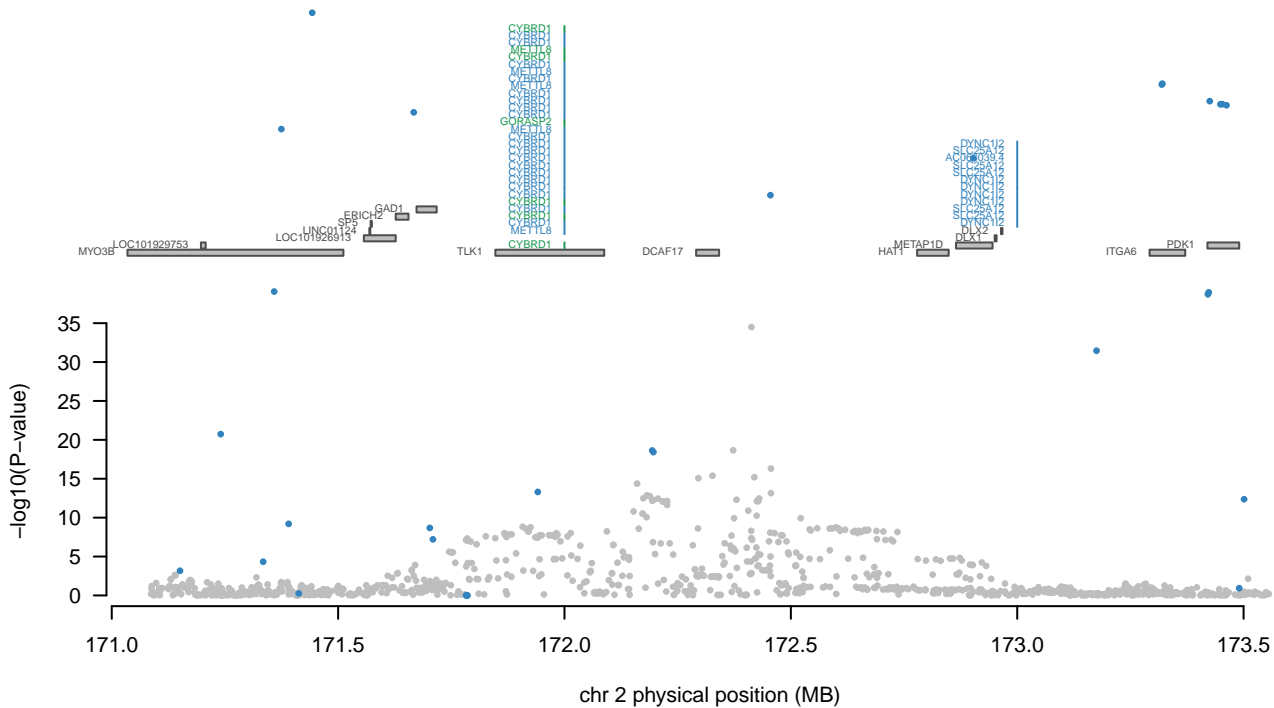 CYBRD1
CYBRD1
CYBRD1
METTL8
CYBRD1
CYBRD1
METTL8
CYBRD1
METTL8
CYBRD1
CYBRD1
CYBRD1
CYBRD1
GORASP2
METTL8
CYBRD1
CYBRD1 DYNC1I2
CYBRD1 SLC25A12
CYBRD1
CYBRD1 SLC25A12
CYBRD1 SLC25A12
CYBRD1 DYNC1I2
CYBRD1 DYNC1I2
CYBRD1 DYNC1I2
CYBRD1 DYNC1I2
GAD1 CYBRD1 SLC25A12
ERICH2 CYBRD1 SLC25A12
SP5 CYBRD1 DYNC1I2
LINC01124 METTL8 DLX2
LOC101926913 DLX1
LOC101929753 CYBRD1 METAP1D PDK1
MYO3B TLK1 DCAF17 HAT1 ITGA6
35
30
25
20
15
10
5
0
−log10(P−value)
171.0 171.5 172.0 172.5 173.0 173.5
chr 2 physical position (MB)